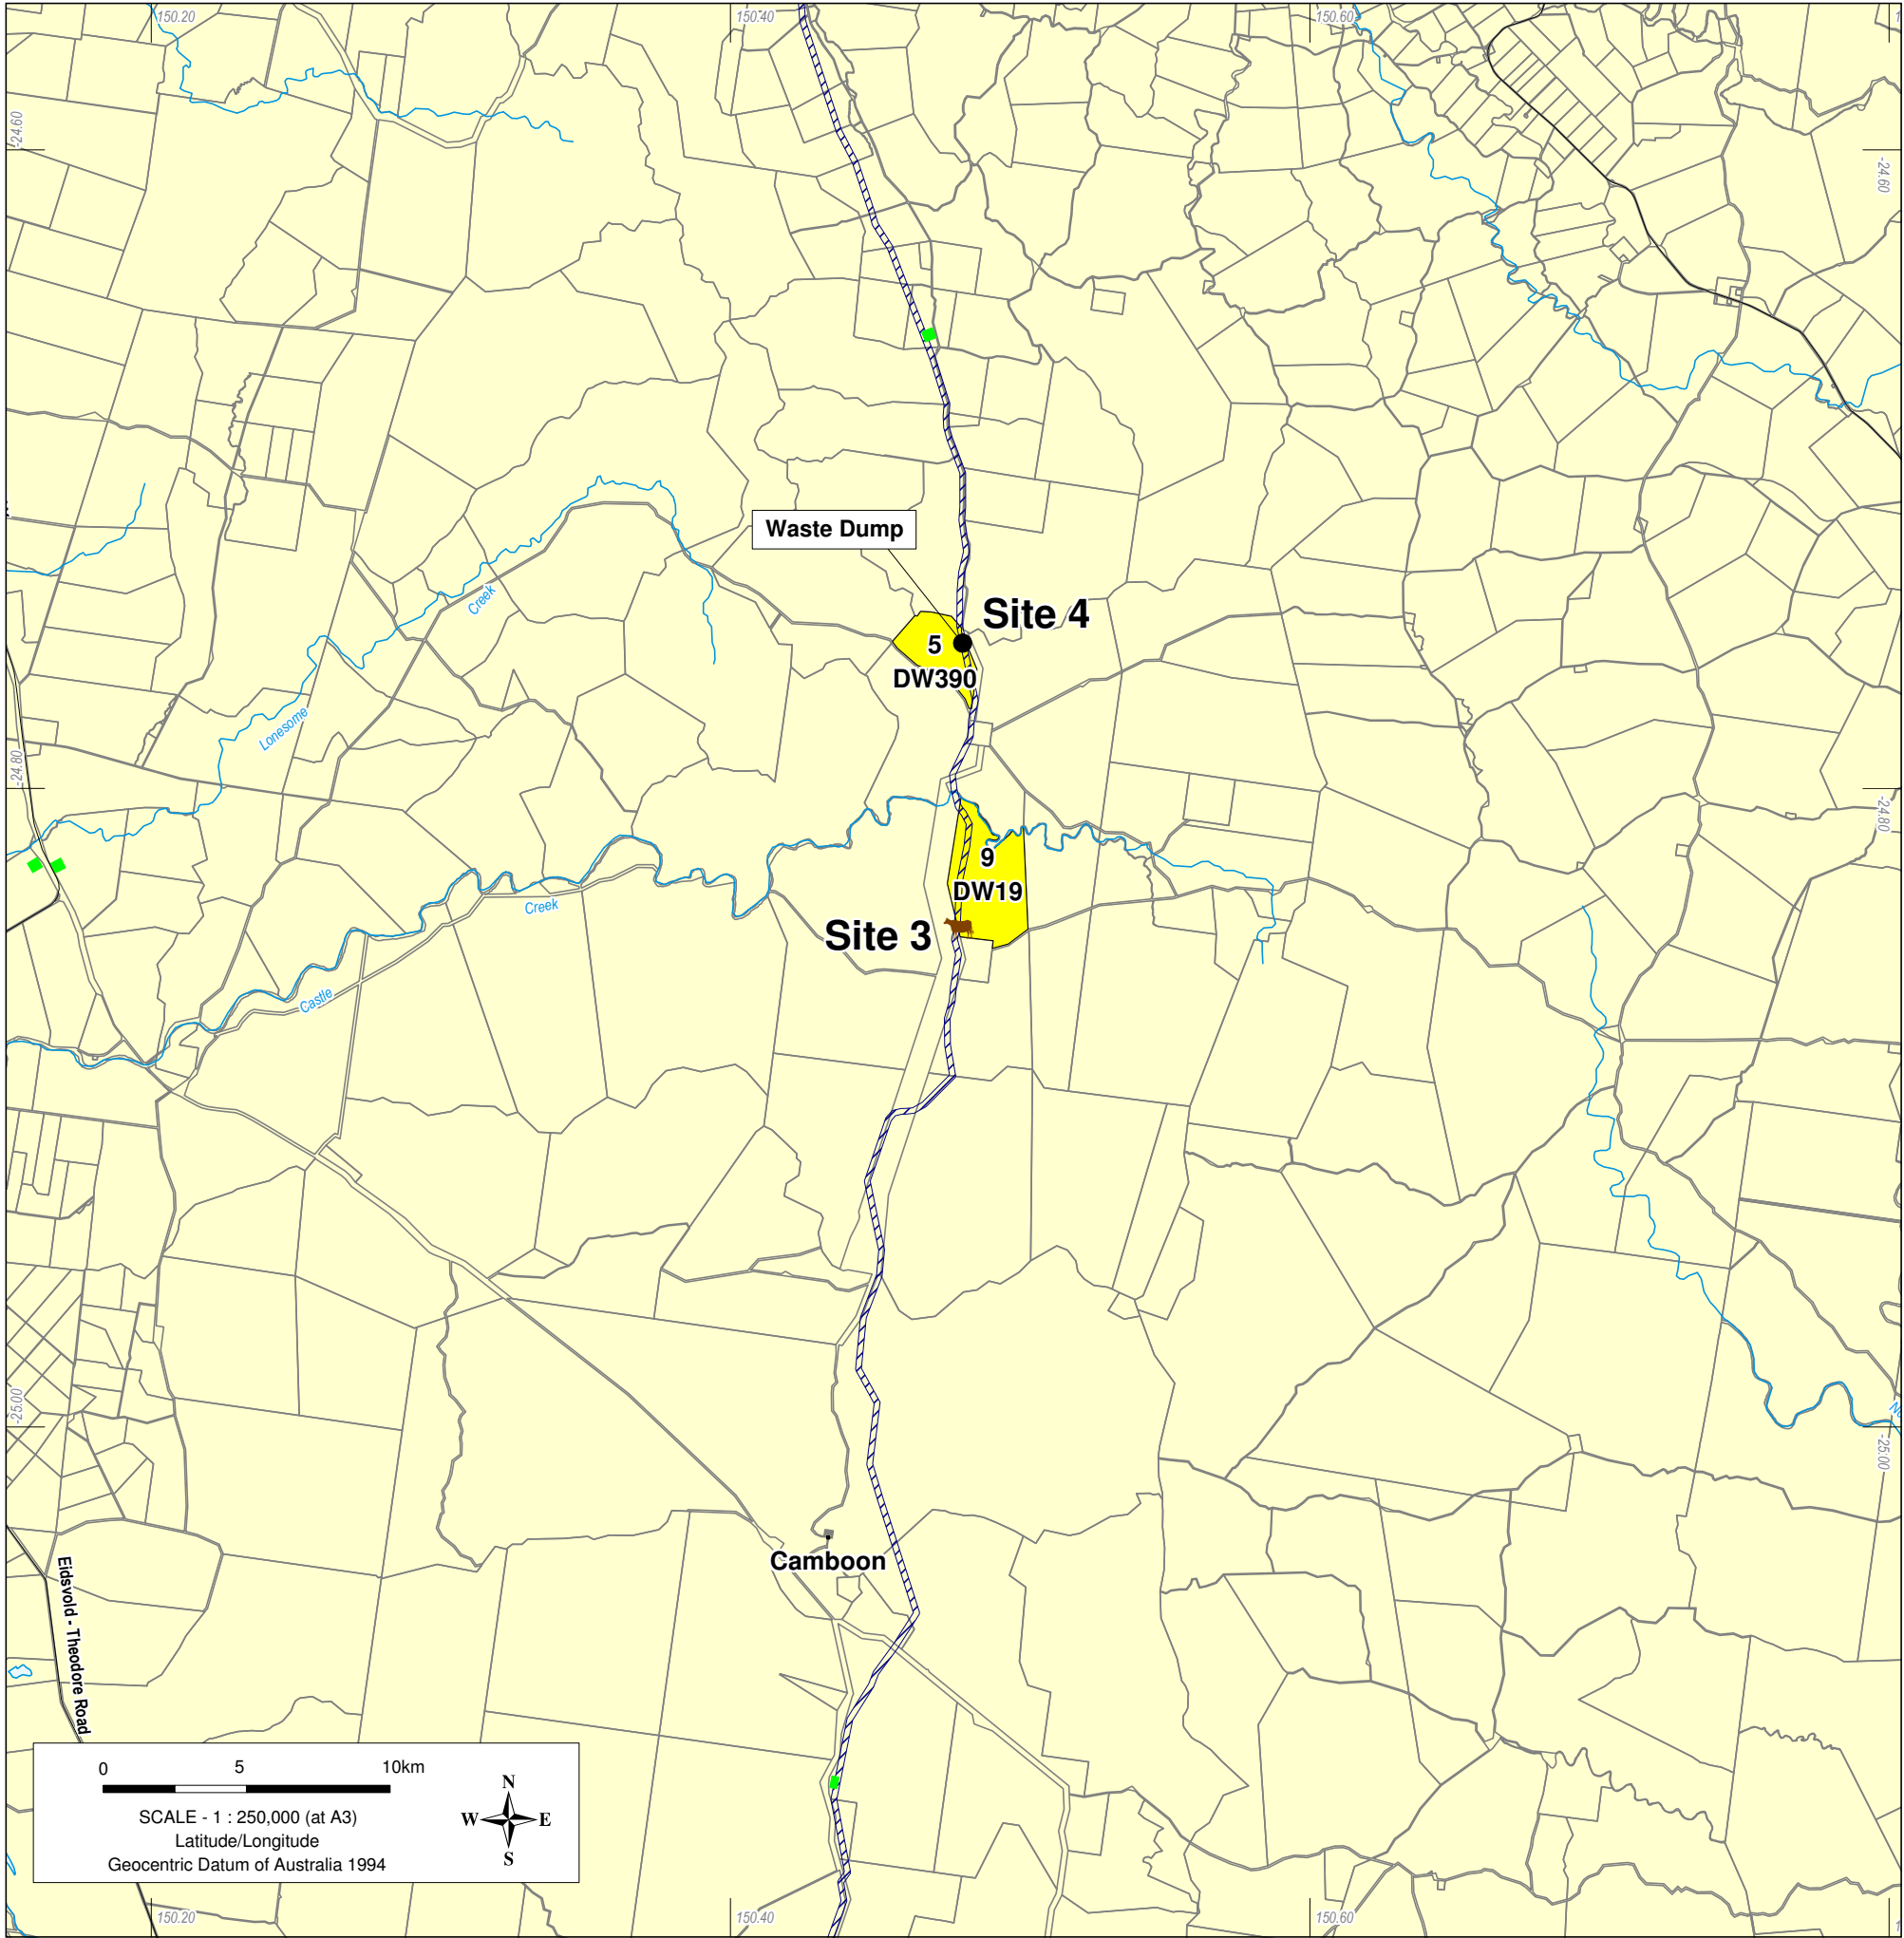 150.20
150.40
150.60
-24.60
-24.60
Waste Dump
Site 4
5
DW390
Creek
Lonesome
-24.80
-24.80
9
DW19
Site 3
Creek
Castle
-25.00
-25.00
Camboon
Eidsvold - Theodore Road
0 5 10km
SCALE - 1 : 250,000 (at A3)
Latitude/Longitude
Geocentric Datum of Australia 1994
N
W E
S
150.20
150.40
150.60